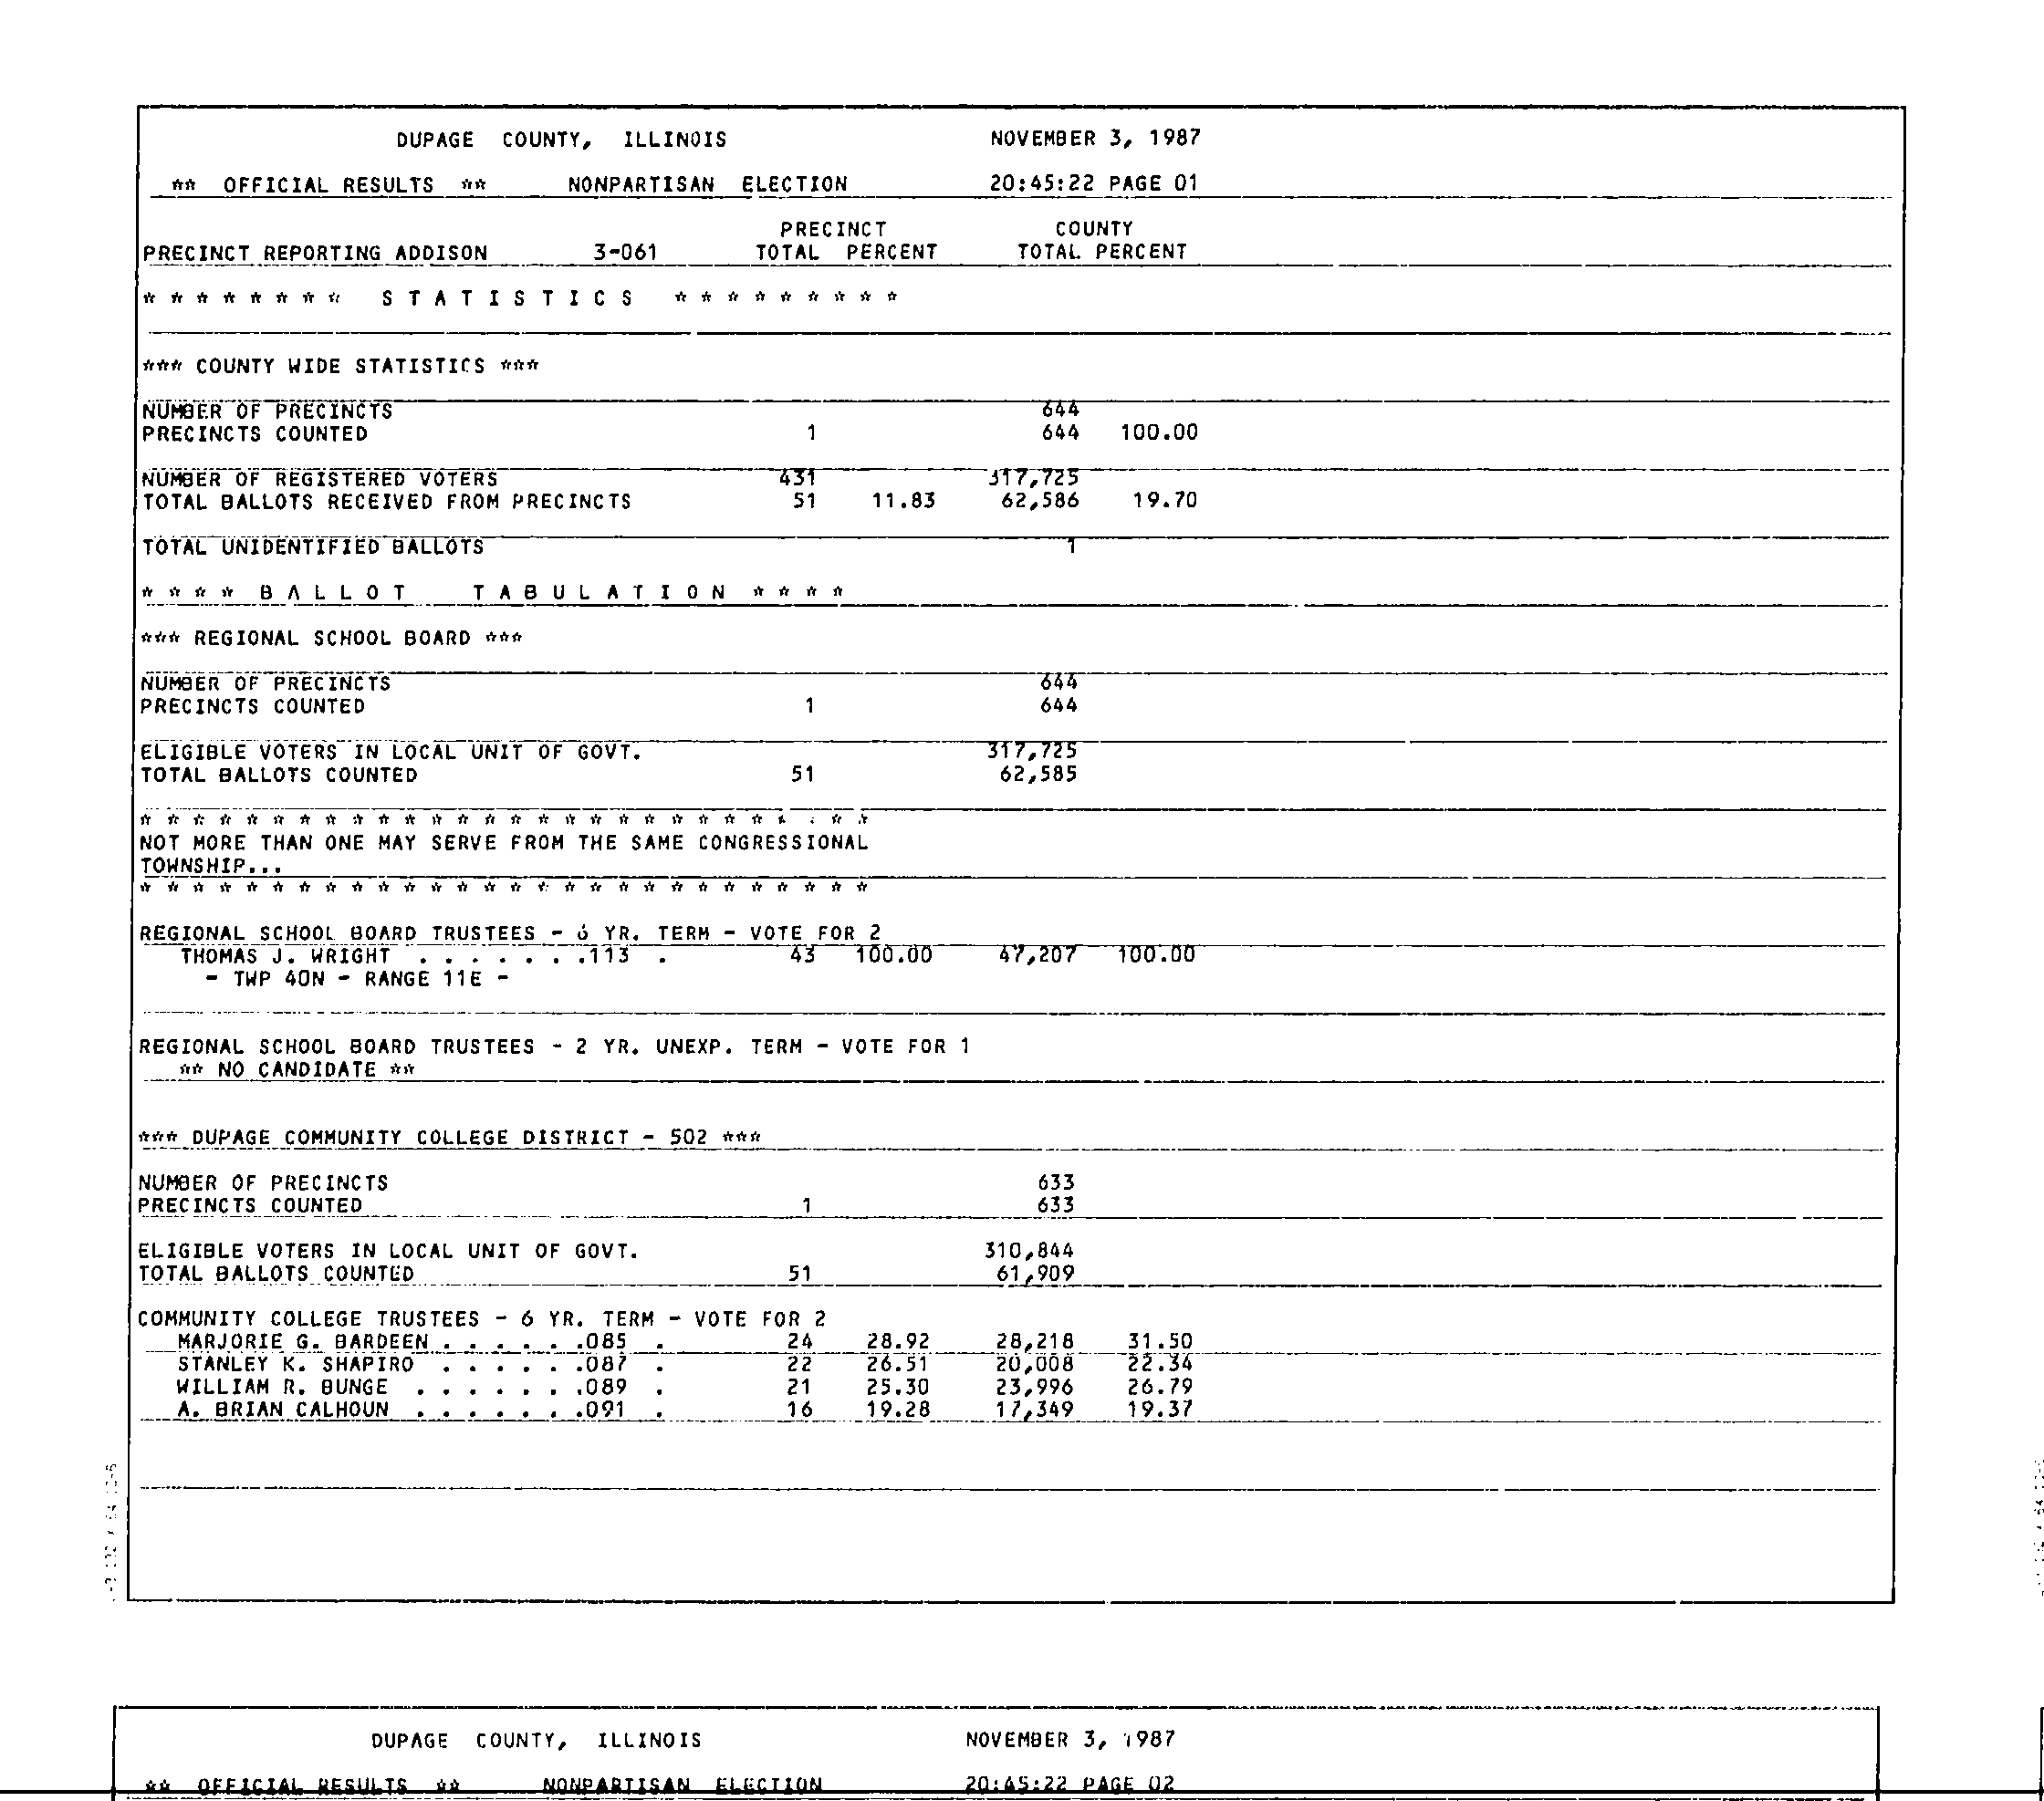 DUPAGE COUNTY, ILLINOIS NOVEMBER 3, 1987
** OFFICIAL RESULTS ** NONPARTISAN ELECTION 20:45:22 PAGE 01
PRECINCT COUNTY
PRECINCT REPORTING ADDISON 3-061 TOTAL PERCENT TOTAL PERCENT
* * * * * * * * S T A T I S T I C S * * * * * * * * *
*** COUNTY WIDE STATISTICS ***
NUMBER OF PRECINCTS 644
PRECINCTS COUNTED 1 644 100.00
NUMBER OF REGISTERED VOTERS 431 317,725
TOTAL BALLOTS RECEIVED FROM PRECINCTS 51 11.83 62,586 19.70
TOTAL UNIDENTIFIED BALLOTS 1
* * * * B A L L O T T A B U L A T I O N * * * *
*** REGIONAL SCHOOL BOARD ***
NUMBER OF PRECINCTS 644
PRECINCTS COUNTED 1 644
ELIGIBLE VOTERS IN LOCAL UNIT OF GOVT. 317,725
TOTAL BALLOTS COUNTED 51 62,585
* * * * * * * * * * * * * * * * * * * * * * * * * * * *
NOT MORE THAN ONE MAY SERVE FROM THE SAME CONGRESSIONAL
TOWNSHIP...
* * * * * * * * * * * * * * * * * * * * * * * * * * * *
REGIONAL SCHOOL BOARD TRUSTEES - 6 YR. TERM - VOTE FOR 2
THOMAS J. WRIGHT . . . . . . .113 . 43 100.00 47,207 100.00
- TWP 40N - RANGE 11E -
REGIONAL SCHOOL BOARD TRUSTEES - 2 YR. UNEXP. TERM - VOTE FOR 1
** NO CANDIDATE **
*** DUPAGE COMMUNITY COLLEGE DISTRICT - 502 ***
NUMBER OF PRECINCTS 633
PRECINCTS COUNTED 1 633
ELIGIBLE VOTERS IN LOCAL UNIT OF GOVT. 310,844
TOTAL BALLOTS COUNTED 51 61,909
COMMUNITY COLLEGE TRUSTEES - 6 YR. TERM - VOTE FOR 2
MARJORIE G. BARDEEN . . . . . .085 . 24 28.92 28,218 31.50
STANLEY K. SHAPIRO . . . . . .087 . 22 26.51 20,008 22.34
WILLIAM R. BUNGE . . . . . . .089 . 21 25.30 23,996 26.79
A. BRIAN CALHOUN . . . . . . .091 . 16 19.28 17,349 19.37
DUPAGE COUNTY, ILLINOIS NOVEMBER 3, 1987
** OFFICIAL RESULTS ** NONPARTISAN ELECTION 20:45:22 PAGE 02